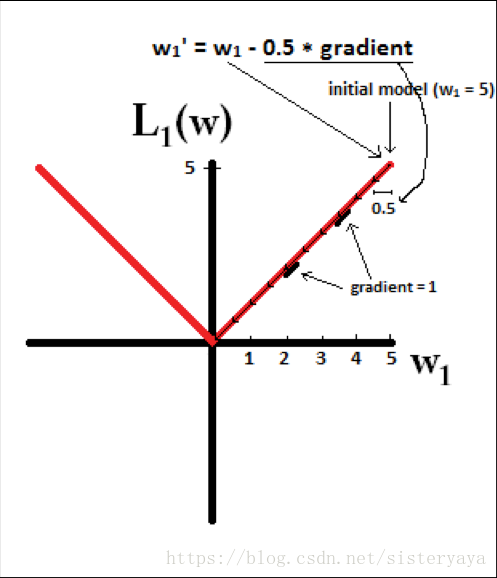 w₁' = w₁ - 0.5 * gradient
initial model (w₁ = 5)
L₁(w)
5
0.5
gradient = 1
1 2 3 4 5
w₁
https://blog.csdn.net/sisteryaya